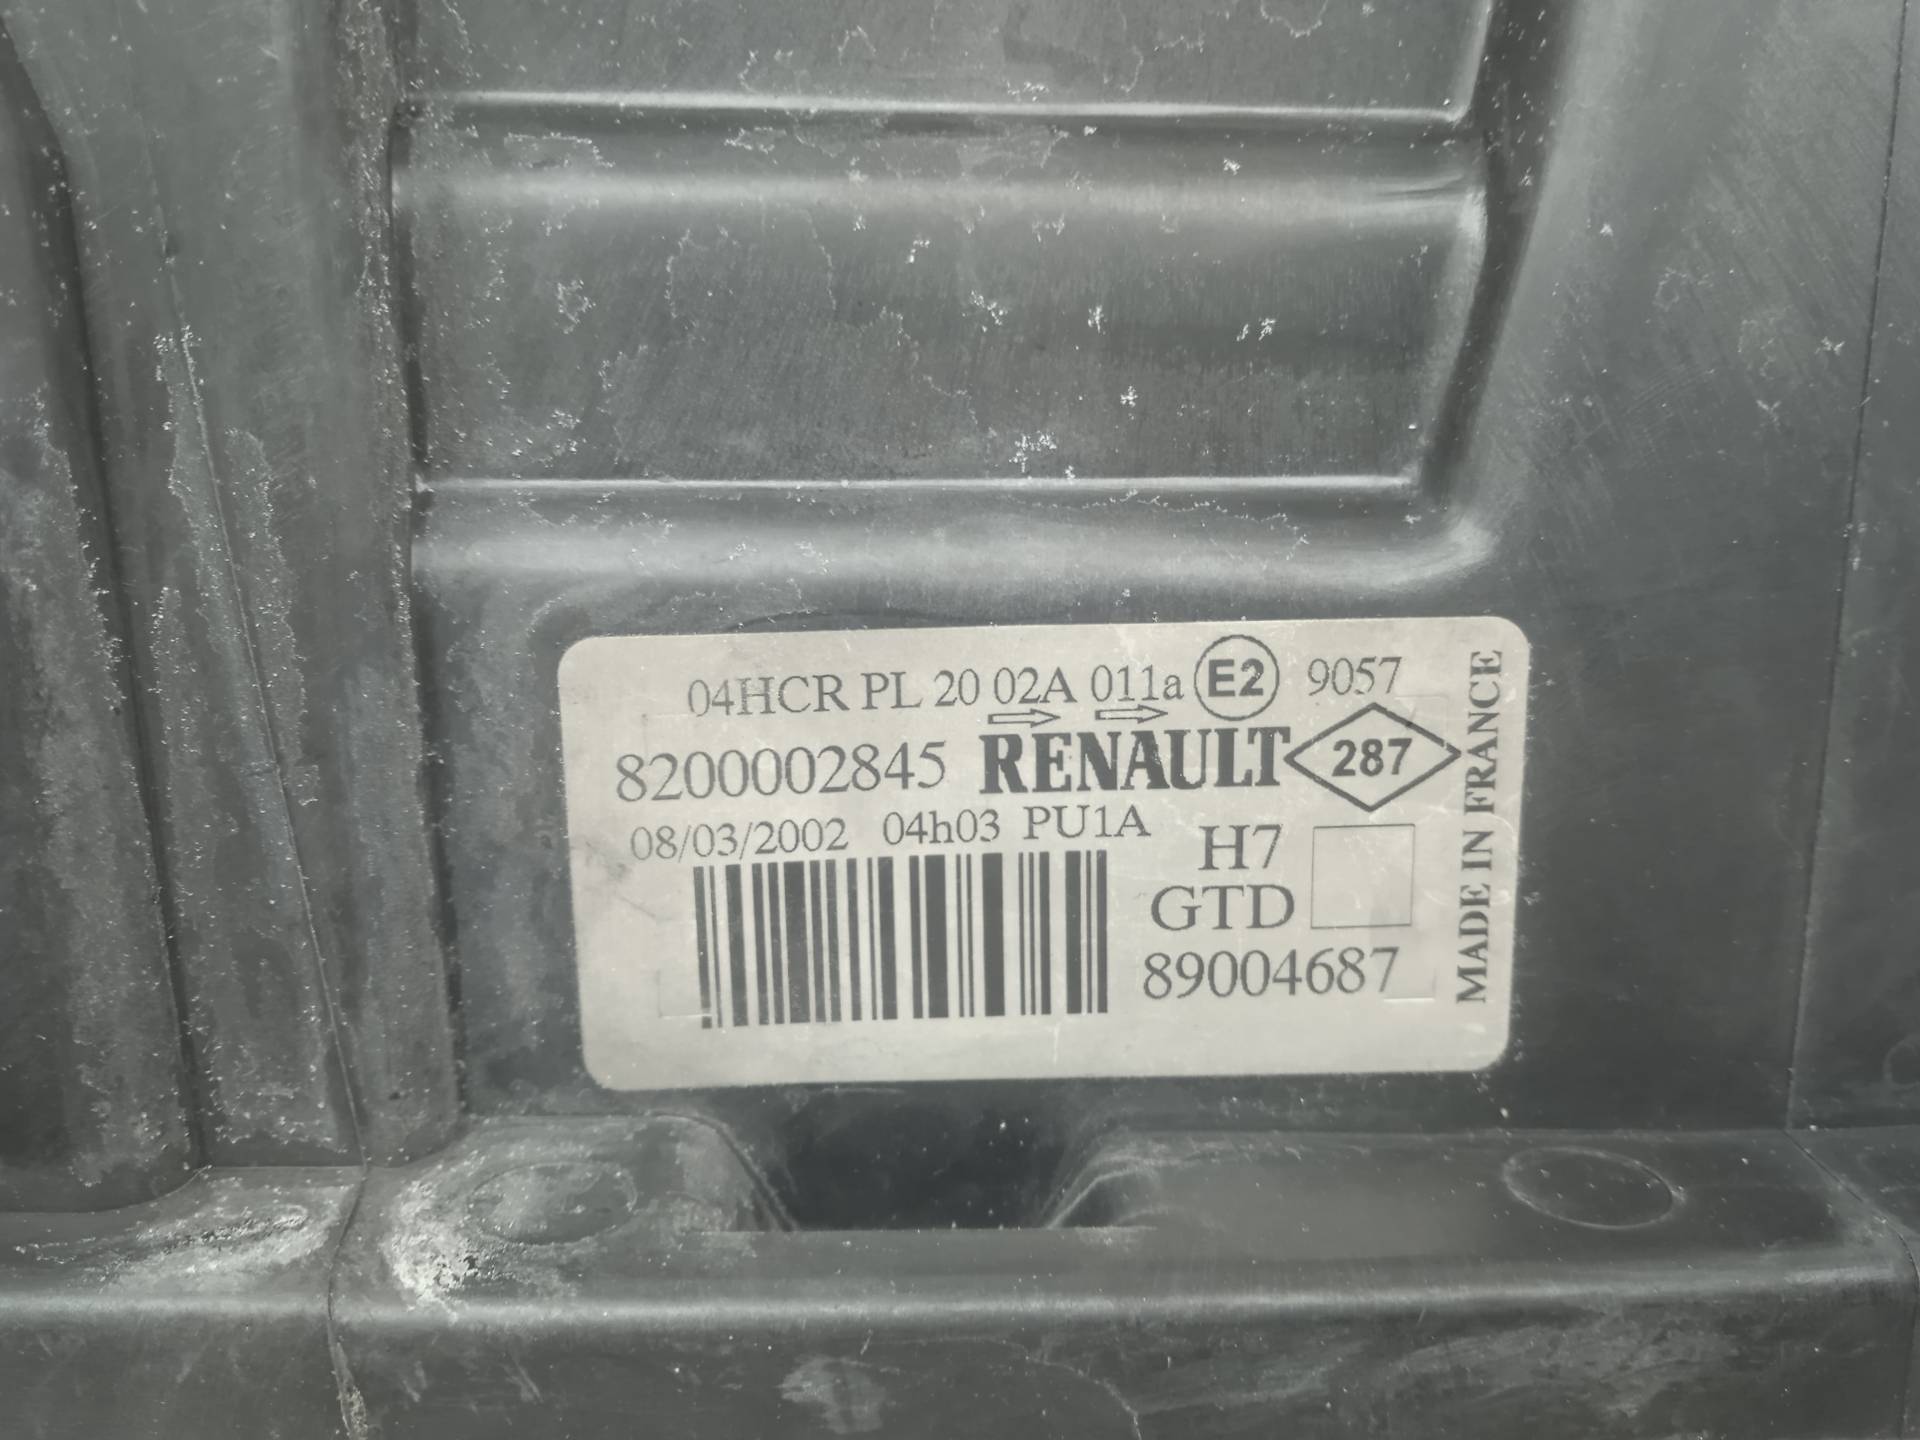 04HCR PL 20 02A 011a E2 9057
8200002845 RENAULT 287
08/03/2002 04h03 PU1A
H7
GTD
89004687
MADE IN FRANCE